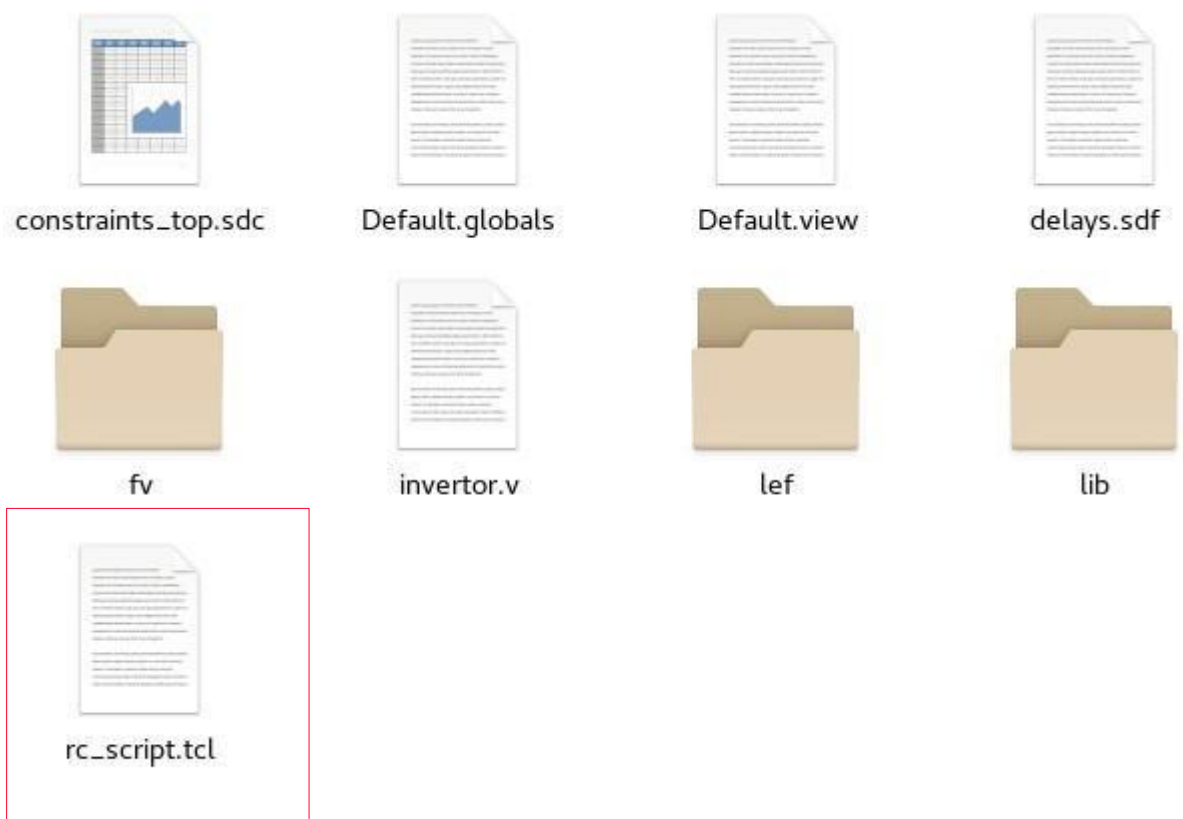 constraints_top.sdc Default.globals Default.view delays.sdf
fv invertor.v lef lib
rc_script.tcl